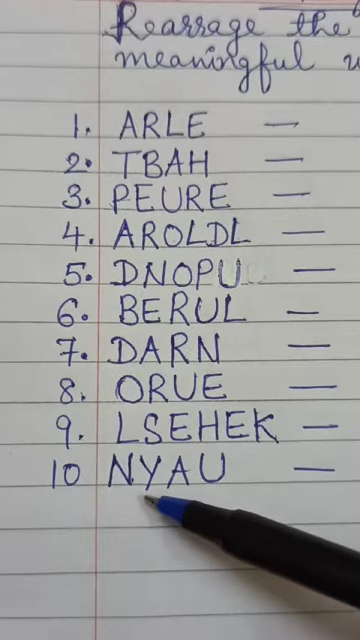 Rearrage the
meaningful
1. ARLE —
2. TBAH —
3. PEURE —
4. AROLDL —
5. DNOPU —
6. BERUL —
7. DARN —
8. ORUE —
9. LSEHEK —
10 NYAU —